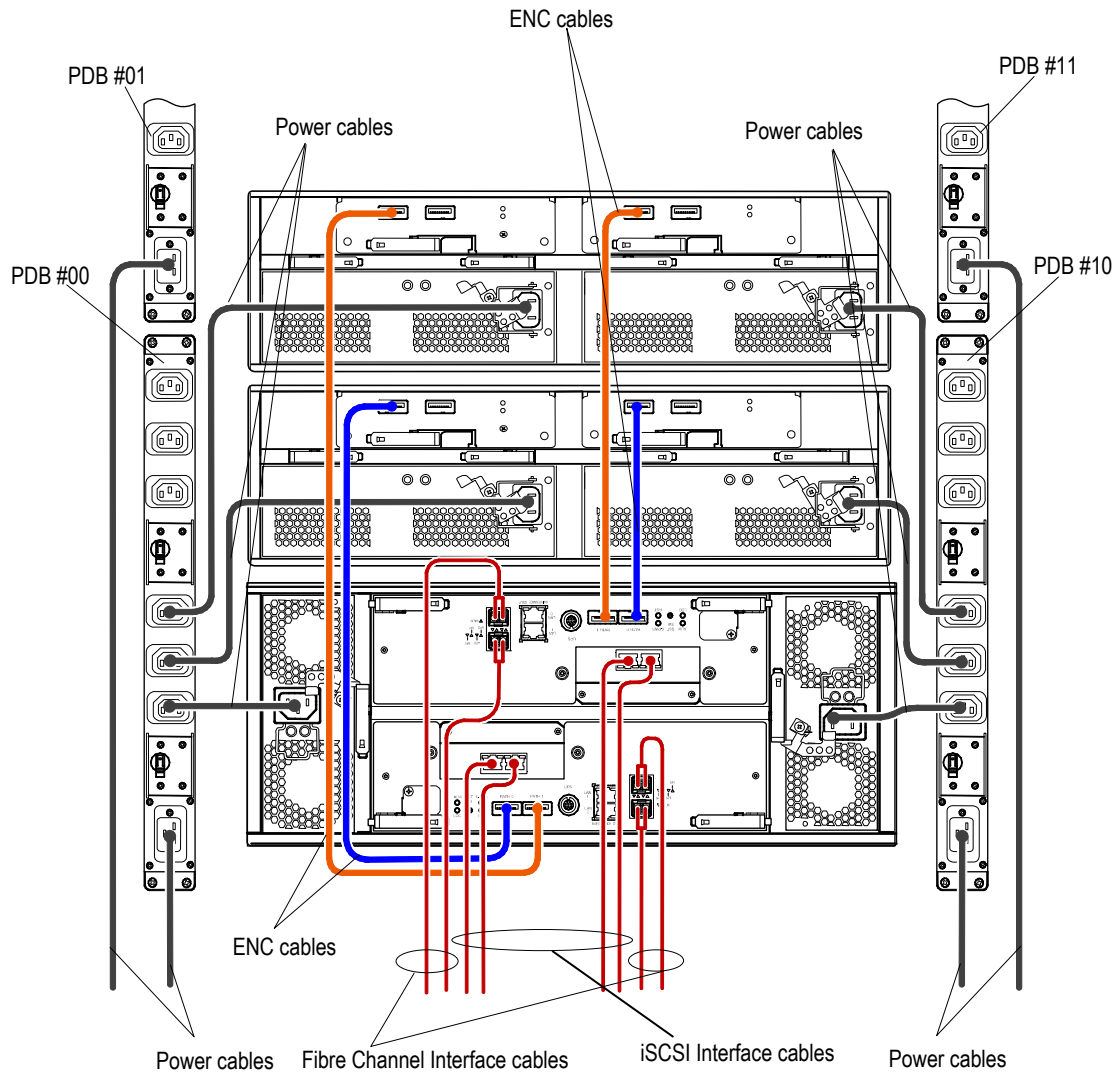 ENC cables
PDB #01
PDB #11
Power cables
Power cables
PDB #00
PDB #10
ENC cables
Power cables
Fibre Channel Interface cables
iSCSI Interface cables
Power cables